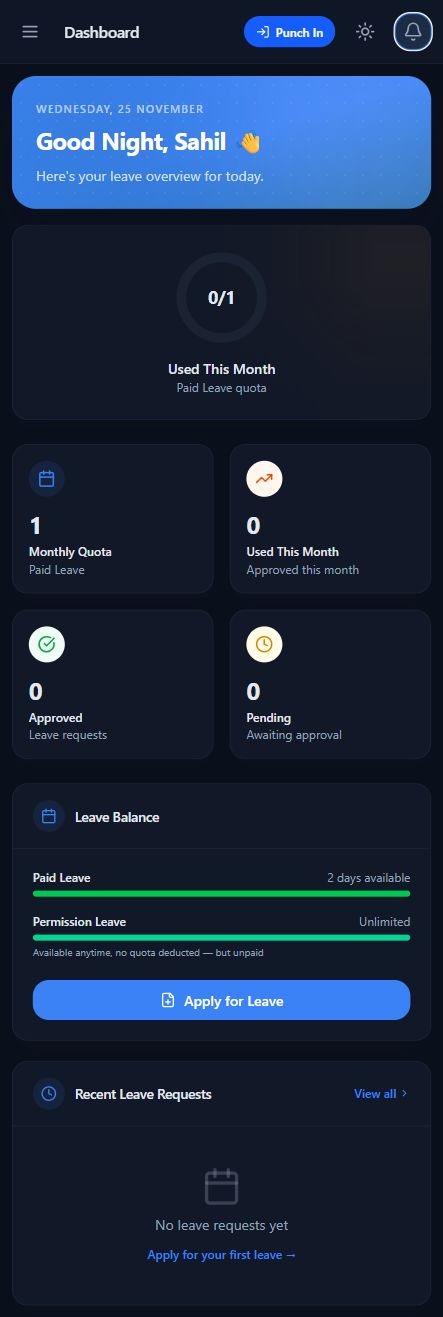 Dashboard
Punch In
WEDNESDAY, 25 NOVEMBER
Good Night, Sahil 👋
Here's your leave overview for today.
0/1
Used This Month
Paid Leave quota
1
Monthly Quota
Paid Leave
0
Used This Month
Approved this month
0
Approved
Leave requests
0
Pending
Awaiting approval
Leave Balance
Paid Leave 2 days available
Permission Leave Unlimited
Available anytime, no quota deducted — but unpaid
Apply for Leave
Recent Leave Requests View all >
No leave requests yet
Apply for your first leave →